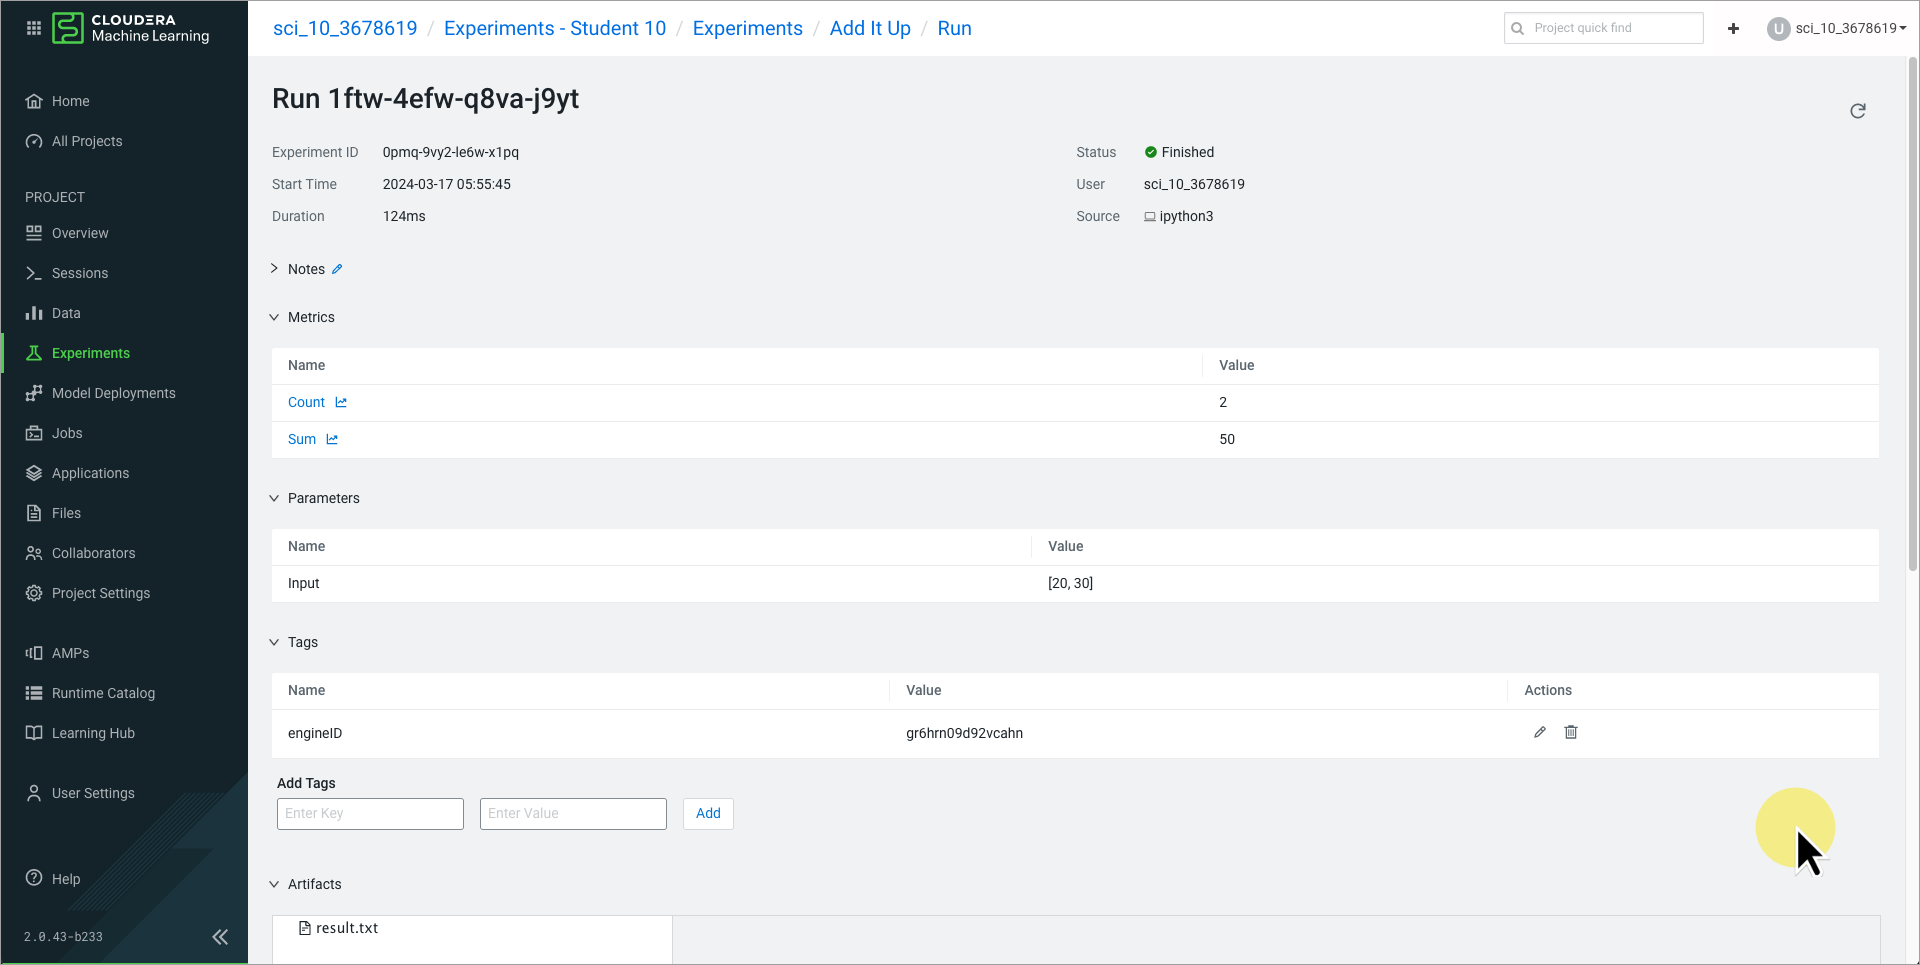 CLOUDERA
Machine Learning
sci_10_3678619 / Experiments - Student 10 / Experiments / Add It Up / Run
Project quick find
+
U sci_10_3678619
Home
All Projects
PROJECT
Overview
Sessions
Data
Experiments
Model Deployments
Jobs
Applications
Files
Collaborators
Project Settings
AMPs
Runtime Catalog
Learning Hub
User Settings
Help
2.0.43-b233
Run 1ftw-4efw-q8va-j9yt
Experiment ID 0pmq-9vy2-le6w-x1pq
Start Time 2024-03-17 05:55:45
Duration 124ms
Status Finished
User sci_10_3678619
Source ipython3
Notes
Metrics
Name Value
Count 2
Sum 50
Parameters
Name Value
Input [20, 30]
Tags
Name Value Actions
engineID gr6hrn09d92vcahn
Add Tags
Enter Key Enter Value Add
Artifacts
result.txt